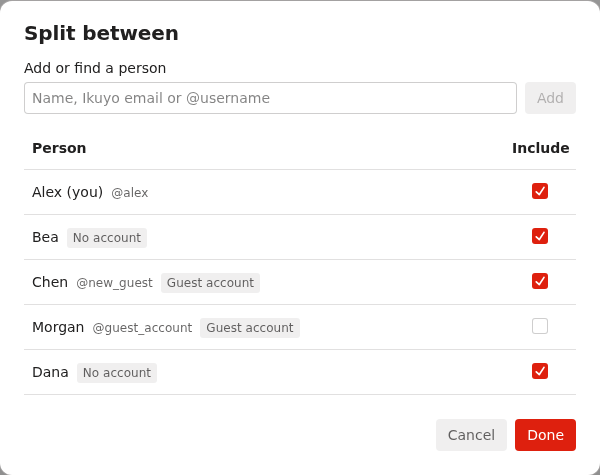 Split between
Add or find a person
Name, Ikuyo email or @username Add
Person Include
Alex (you) @alex
Bea No account
Chen @new_guest Guest account
Morgan @guest_account Guest account
Dana No account
Cancel Done